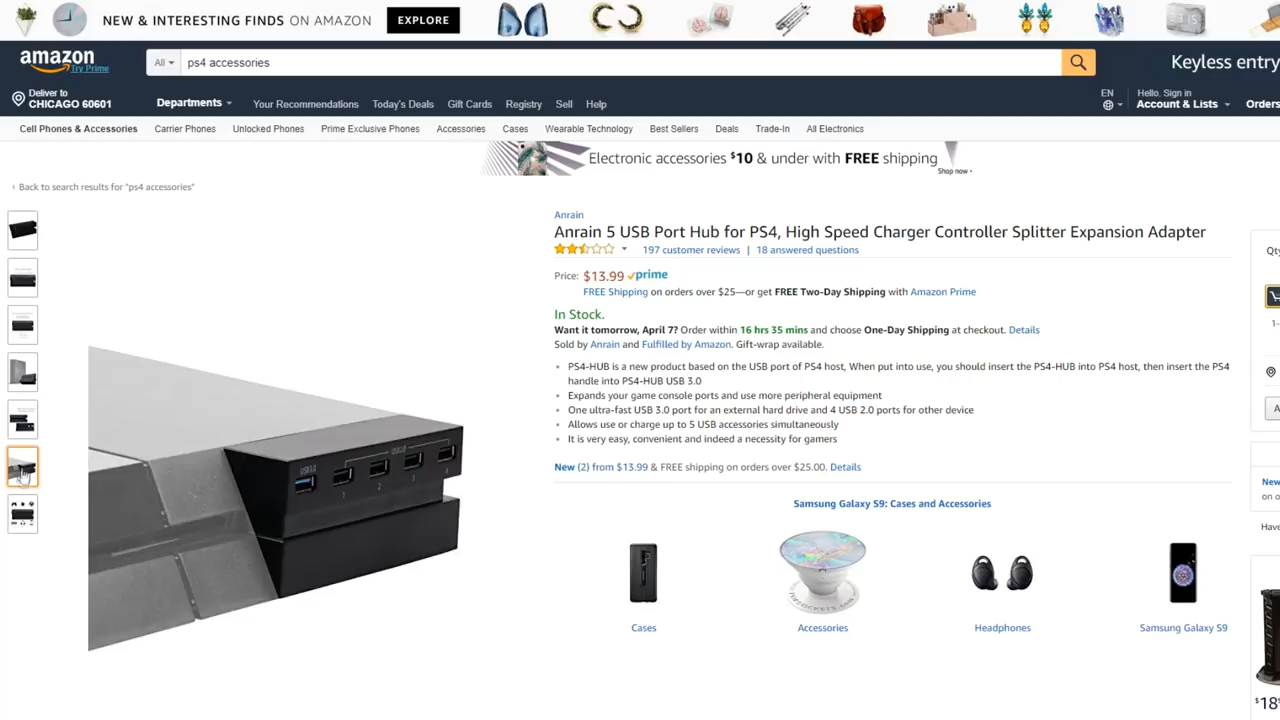 NEW & INTERESTING FINDS ON AMAZON EXPLORE
amazon
Try Prime
All
ps4 accessories
Keyless entry
Deliver to
CHICAGO 60601
Departments
Your Recommendations
Today's Deals
Gift Cards
Registry
Sell
Help
EN
Hello. Sign in
Account & Lists
Orders
Cell Phones & Accessories
Carrier Phones
Unlocked Phones
Prime Exclusive Phones
Accessories
Cases
Wearable Technology
Best Sellers
Deals
Trade-In
All Electronics
Electronic accessories $10 & under with FREE shipping
Shop now ›
‹ Back to search results for "ps4 accessories"
Anrain
Anrain 5 USB Port Hub for PS4, High Speed Charger Controller Splitter Expansion Adapter
197 customer reviews | 18 answered questions
Price: $13.99 prime
FREE Shipping on orders over $25—or get FREE Two-Day Shipping with Amazon Prime
In Stock.
Want it tomorrow, April 7? Order within 16 hrs 35 mins and choose One-Day Shipping at checkout. Details
Sold by Anrain and Fulfilled by Amazon. Gift-wrap available.
• PS4-HUB is a new product based on the USB port of PS4 host, When put into use, you should insert the PS4-HUB into PS4 host, then insert the PS4
handle into PS4-HUB USB 3.0
• Expands your game console ports and use more peripheral equipment
• One ultra-fast USB 3.0 port for an external hard drive and 4 USB 2.0 ports for other device
• Allows use or charge up to 5 USB accessories simultaneously
• It is very easy, convenient and indeed a necessity for gamers
New (2) from $13.99 & FREE shipping on orders over $25.00. Details
Samsung Galaxy S9: Cases and Accessories
Cases
Accessories
Headphones
Samsung Galaxy S9
USB3.0
USB2.0
1
2
3
4
Qty
1-
New
Have
$18